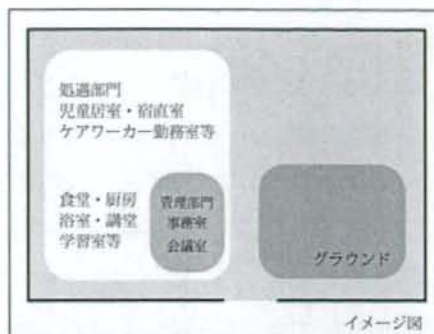 処遇部門
児童居室・宿直室
ケアワーカー勤務室等
食堂・厨房
浴室・講堂
学習室等
管理部門
事務室
会議室
グラウンド
イメージ図